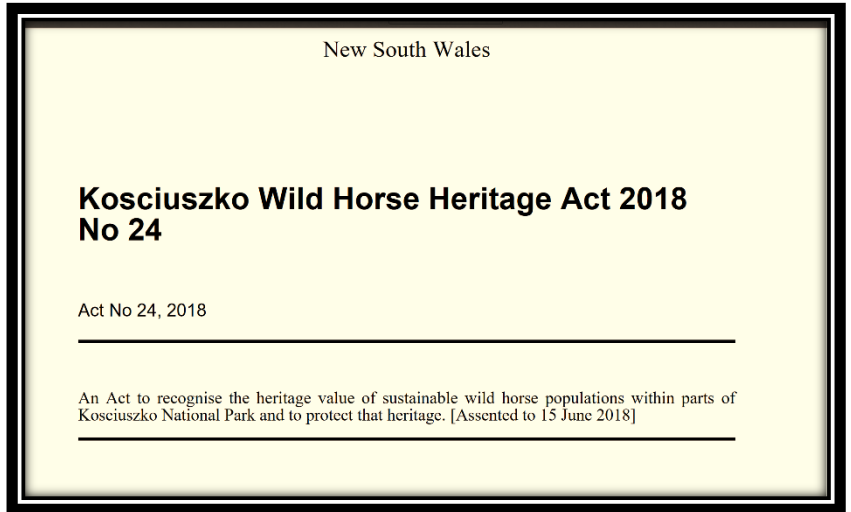 New South Wales
Kosciuszko Wild Horse Heritage Act 2018
No 24
Act No 24, 2018
An Act to recognise the heritage value of sustainable wild horse populations within parts of
Kosciuszko National Park and to protect that heritage. [Assented to 15 June 2018]